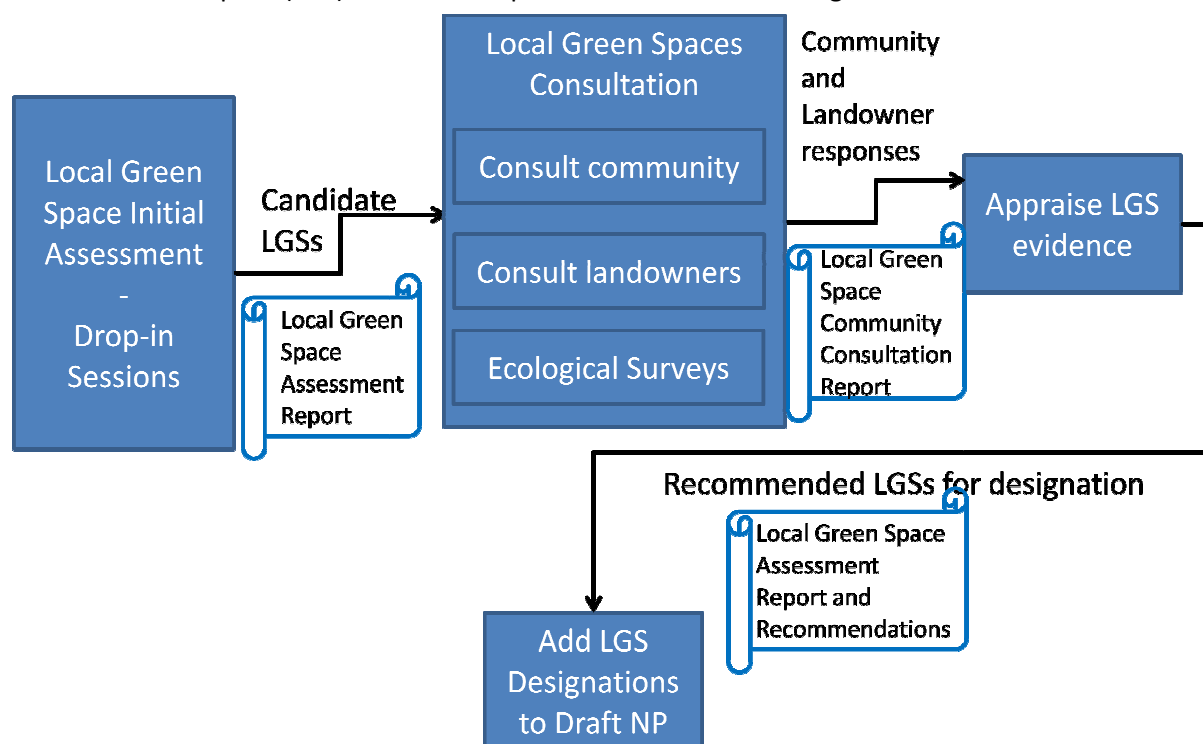 Local Green
Space Initial
Assessment
-
Drop-in
Sessions
Candidate
LGSs
Local Green
Space
Assessment
Report
Local Green Spaces
Consultation
Consult community
Consult landowners
Ecological Surveys
Community
and
Landowner
responses
Local Green
Space
Community
Consultation
Report
Appraise LGS
evidence
Recommended LGSs for designation
Local Green Space
Assessment
Report and
Recommendations
Add LGS
Designations
to Draft NP